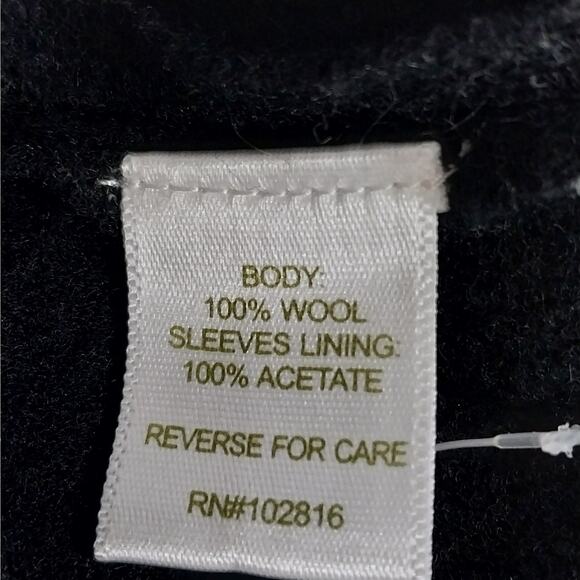 BODY:
100% WOOL
SLEEVES LINING:
100% ACETATE
REVERSE FOR CARE
RN#102816